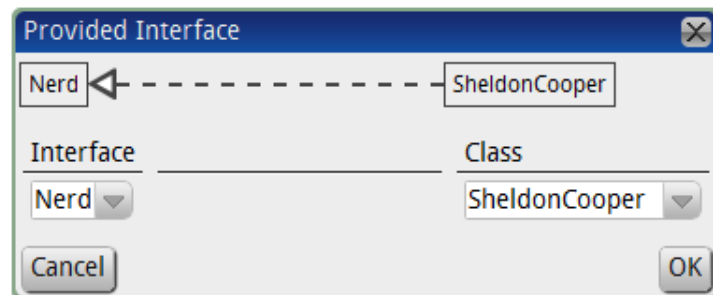 Provided Interface
Nerd SheldonCooper
Interface Class
Nerd SheldonCooper
Cancel OK